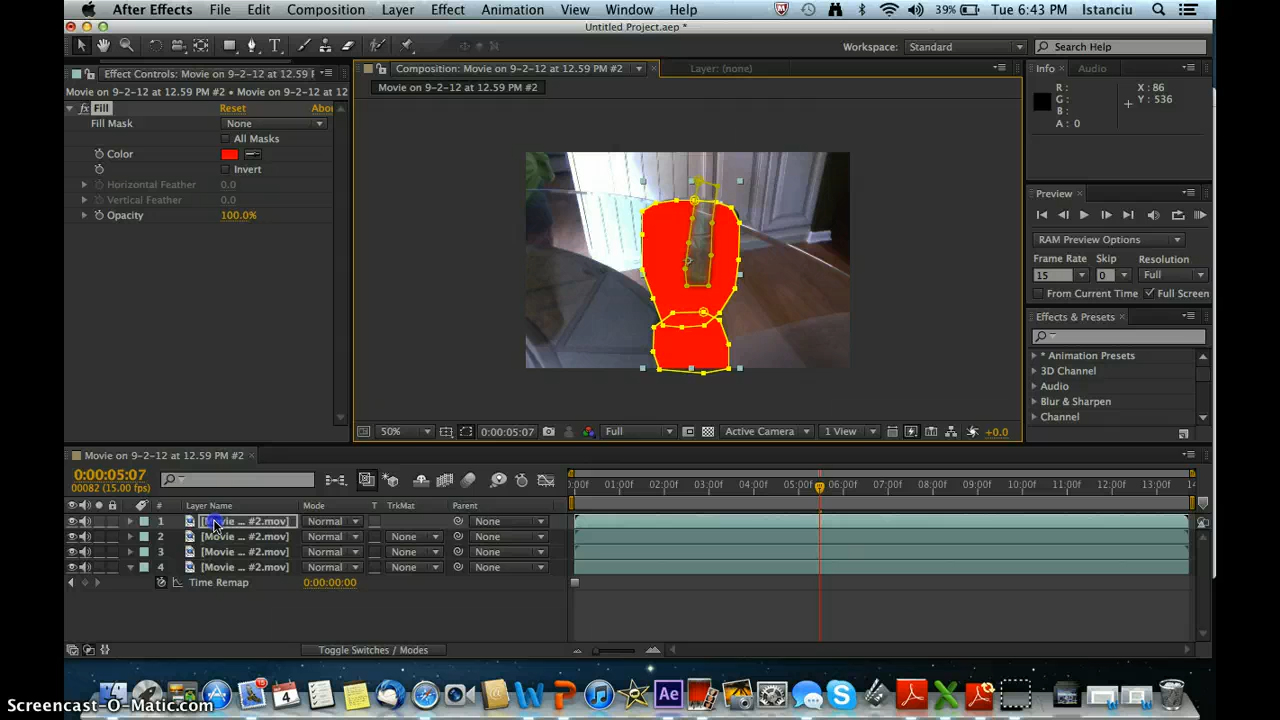 After Effects File Edit Composition Layer Effect Animation View Window Help 39% Tue 6:43 PM Istanciu
Untitled Project.aep *
Workspace: Standard Search Help
Effect Controls: Movie on 9-2-12 at 12.59 P
Composition: Movie on 9-2-12 at 12.59 PM #2
Layer: (none)
Info Audio
Movie on 9-2-12 at 12.59 PM #2 • Movie on 9-2-12 at 12.59
Movie on 9-2-12 at 12.59 PM #2
R: X: 86
G: Y: 536
B:
A: 0
fx Fill Reset Abou
Fill Mask None
All Masks
Color
Invert
Horizontal Feather 0.0
Vertical Feather 0.0
Opacity 100.0%
Preview
RAM Preview Options
Frame Rate Skip Resolution
15 0 Full
From Current Time Full Screen
Effects & Presets
* Animation Presets
3D Channel
Audio
Blur & Sharpen
Channel
50% 0:00:05:07 Full Active Camera 1 View +0.0
Movie on 9-2-12 at 12.59 PM #2
0:00:05:07
00082 (15.00 fps)
:00f 01:00f 02:00f 03:00f 04:00f 05:00f 06:00f 07:00f 08:00f 09:00f 10:00f 11:00f 12:00f 13:00f 14
# Layer Name Mode T TrkMat Parent
1 [Movie ... #2.mov] Normal None
2 [Movie ... #2.mov] Normal None None
3 [Movie ... #2.mov] Normal None None
4 [Movie ... #2.mov] Normal None None
Time Remap 0:00:00:00
Toggle Switches / Modes
Screencast-O-Matic.com